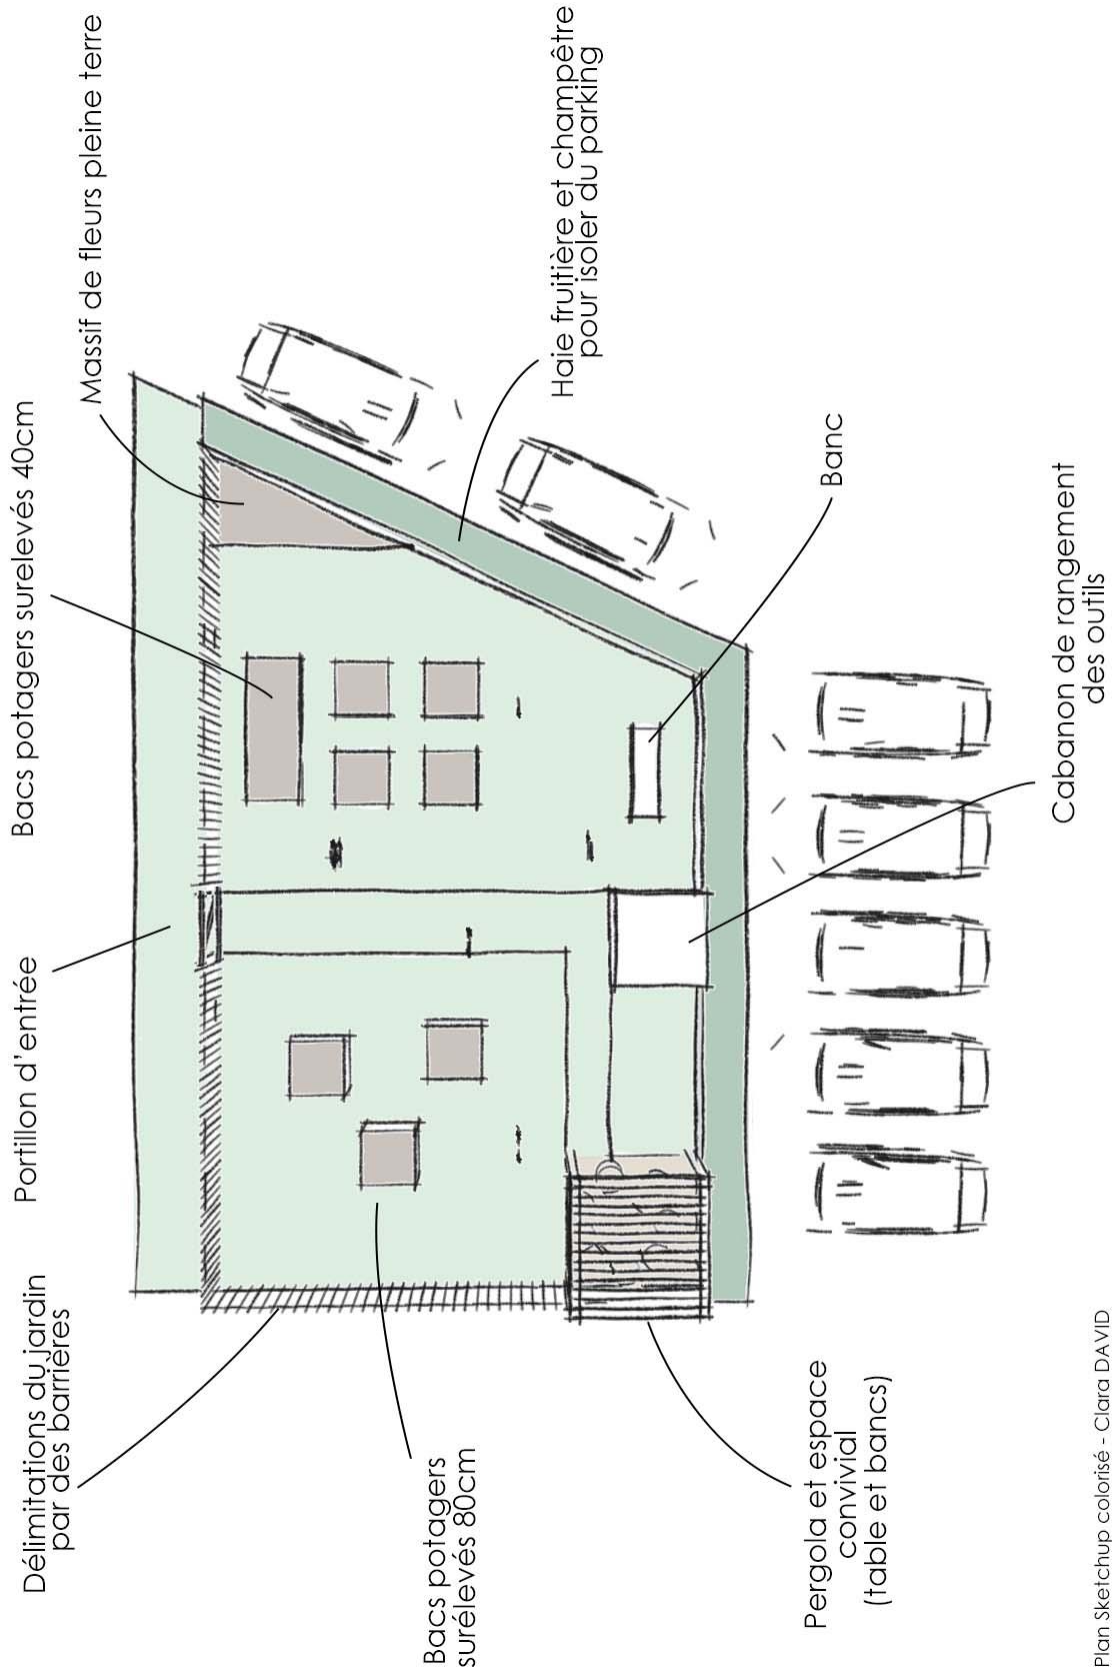 Délimitations du jardin
par des barrières
Portillon d'entrée
Bacs potagers surelevés 40cm
Massif de fleurs pleine terre
Bacs potagers
surélevés 80cm
Haie fruitière et champêtre
pour isoler du parking
Pergola et espace
convivial
(table et bancs)
Banc
Cabanon de rangement
des outils
Plan Sketchup colorisé - Clara DAVID